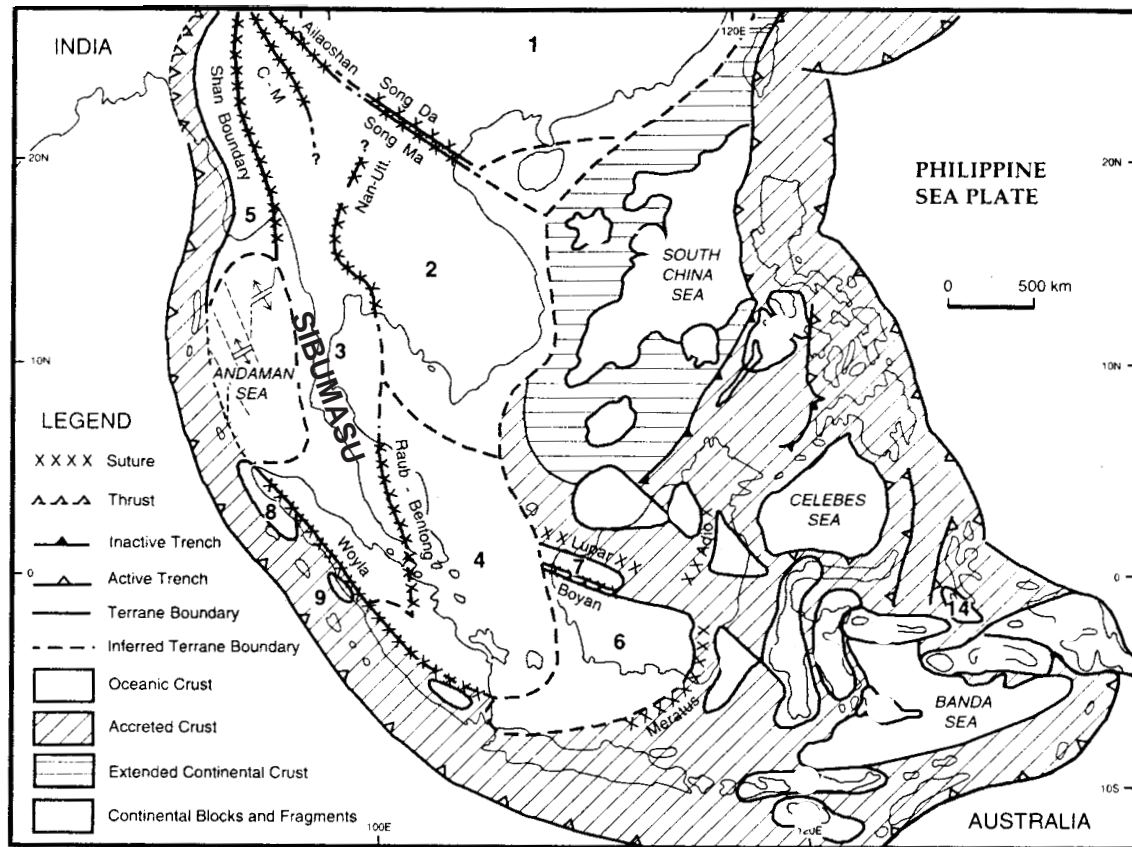 INDIA
1
120E
Ailaoshan
C - M
Shan Boundary
Song Da
Song Ma
?
?
Nan-Utt.
20N
20N
PHILIPPINE
SEA PLATE
5
2
SOUTH
CHINA
SEA
0 500 km
SIBUMASU
3
10N
10N
ANDAMAN
SEA
LEGEND
XXXX Suture
Thrust
Inactive Trench
Active Trench
Terrane Boundary
Inferred Terrane Boundary
Oceanic Crust
Accreted Crust
Extended Continental Crust
Continental Blocks and Fragments
Raub - Bentong
CELEBES
SEA
8
Woyla
4
Lupar
Adio
7
Boyan
0
0
9
14
6
Meratus
BANDA
SEA
10S
100E
120E
AUSTRALIA